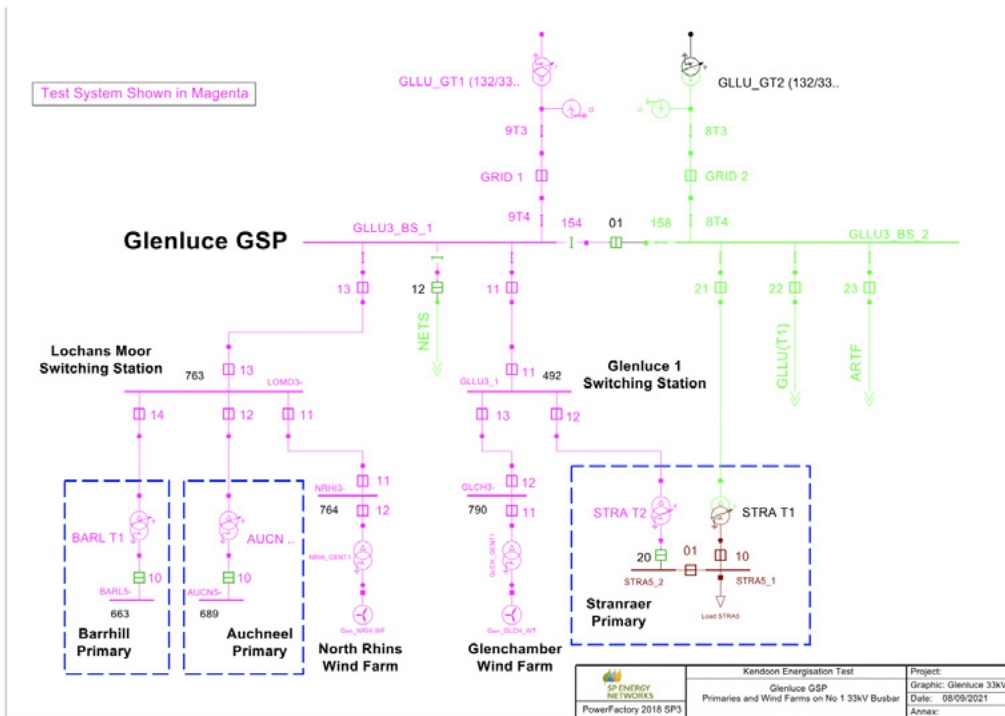 GLLU_GT1 (132/33..
GLLU_GT2 (132/33..
Test System Shown in Magenta
9T3
8T3
GRID 1
GRID 2
9T4
154
01
158
8T4
Glenluce GSP
GLLU3_BS_1
GLLU3_BS_2
13
12
11
21
22
23
NETS
GLLU(T1)
ARTF
Lochans Moor
Switching Station
763
13
LOMO3-
Glenluce 1
Switching Station
GLLU3_1
11
492
14
12
11
13
12
NRHI3-
11
764
12
GLCH3-
12
790
11
BARL T1
AUCN ..
NRHI_GENT1
GLCH_GENT1
STRA T2
STRA T1
10
10
20
01
10
BARL5-
AUCN5-
STRA5_2
STRA5_1
663
689
Load STRA5
Gen_NRHI WF
Gen_GLCH_WT
Barrhill
Primary
Auchneel
Primary
North Rhins
Wind Farm
Glenchamber
Wind Farm
Stranraer
Primary
SP ENERGY
NETWORKS
PowerFactory 2018 SP3
Kendoon Energisation Test
Glenluce GSP
Primaries and Wind Farms on No 1 33kV Busbar
Project:
Graphic: Glenluce 33kV
Date: 08/09/2021
Annex: